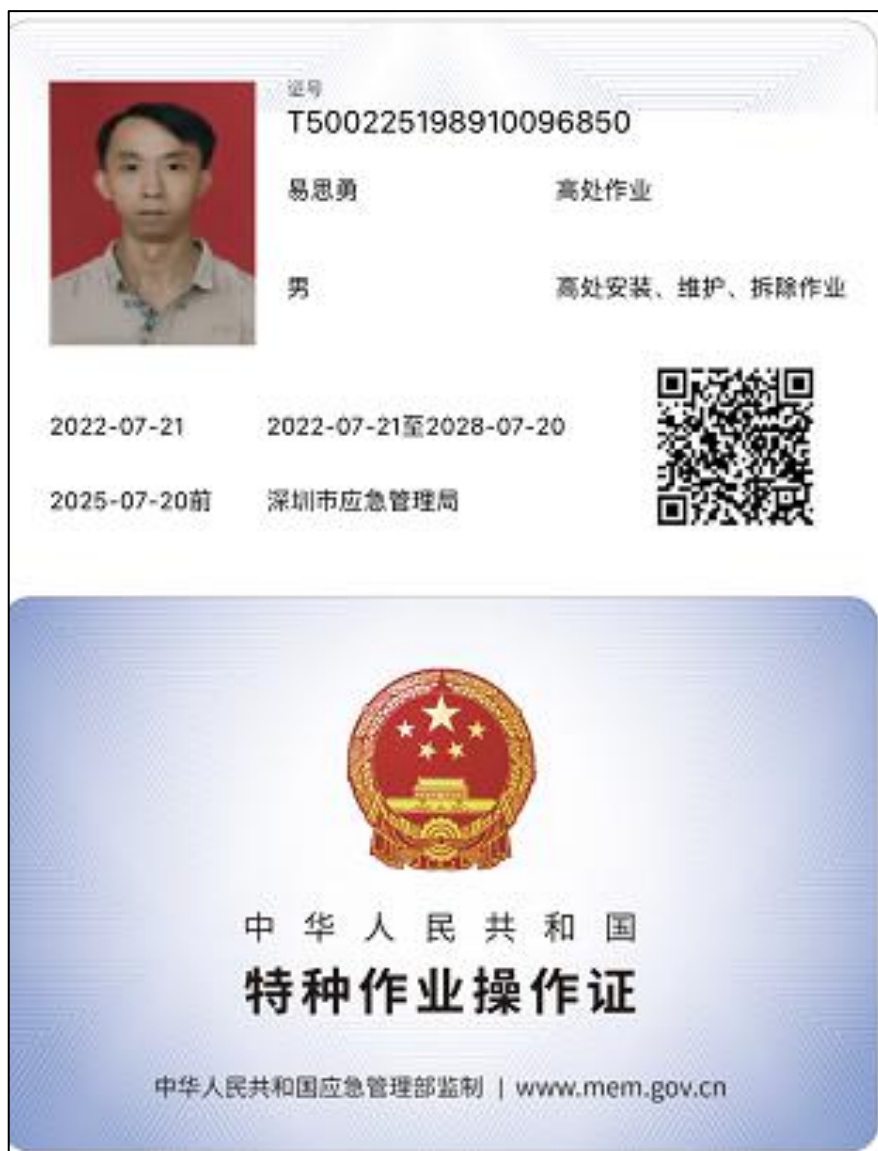 证号
T500225198910096850
易思勇 高处作业
男 高处安装、维护、拆除作业
2022-07-21 2022-07-21至2028-07-20
2025-07-20前 深圳市应急管理局
中华人民共和国
特种作业操作证
中华人民共和国应急管理部监制 | www.mem.gov.cn